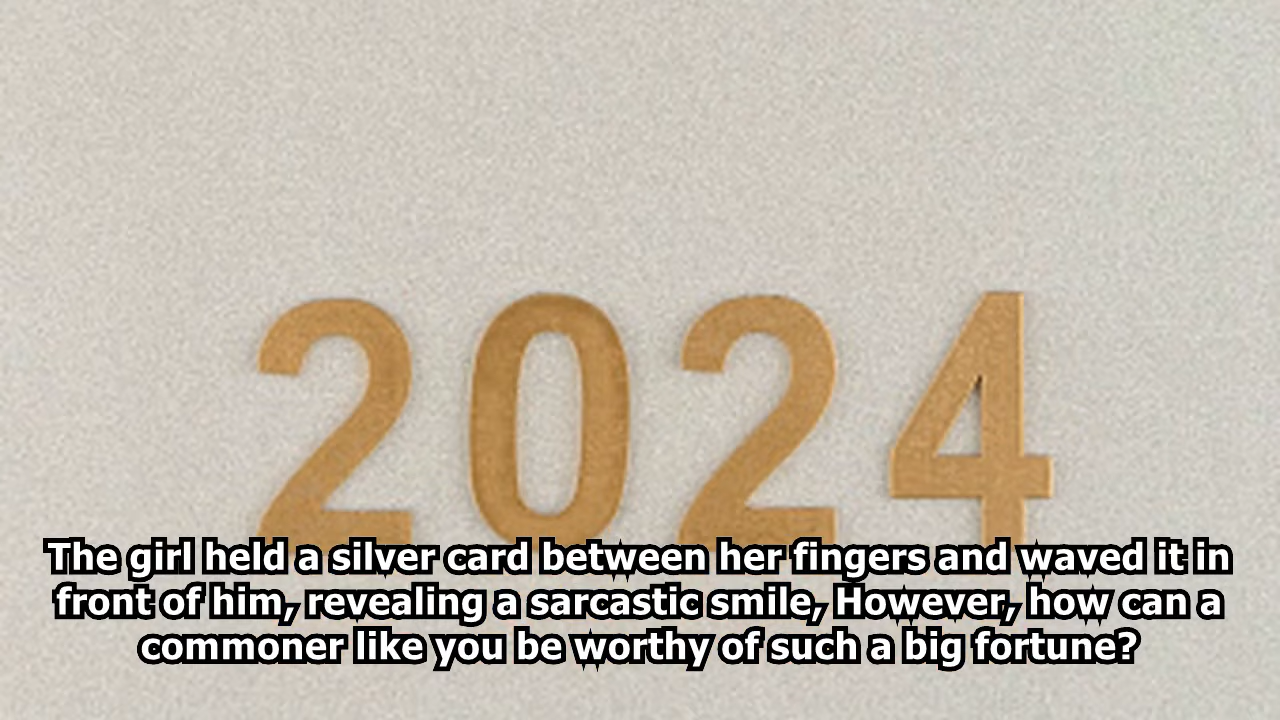 2024
The girl held a silver card between her fingers and waved it in
front of him, revealing a sarcastic smile, However, how can a
commoner like you be worthy of such a big fortune?